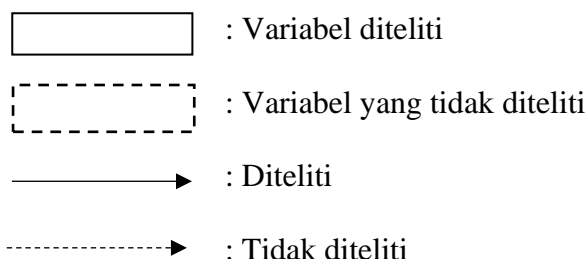 : Variabel diteliti
: Variabel yang tidak diteliti
: Diteliti
: Tidak diteliti